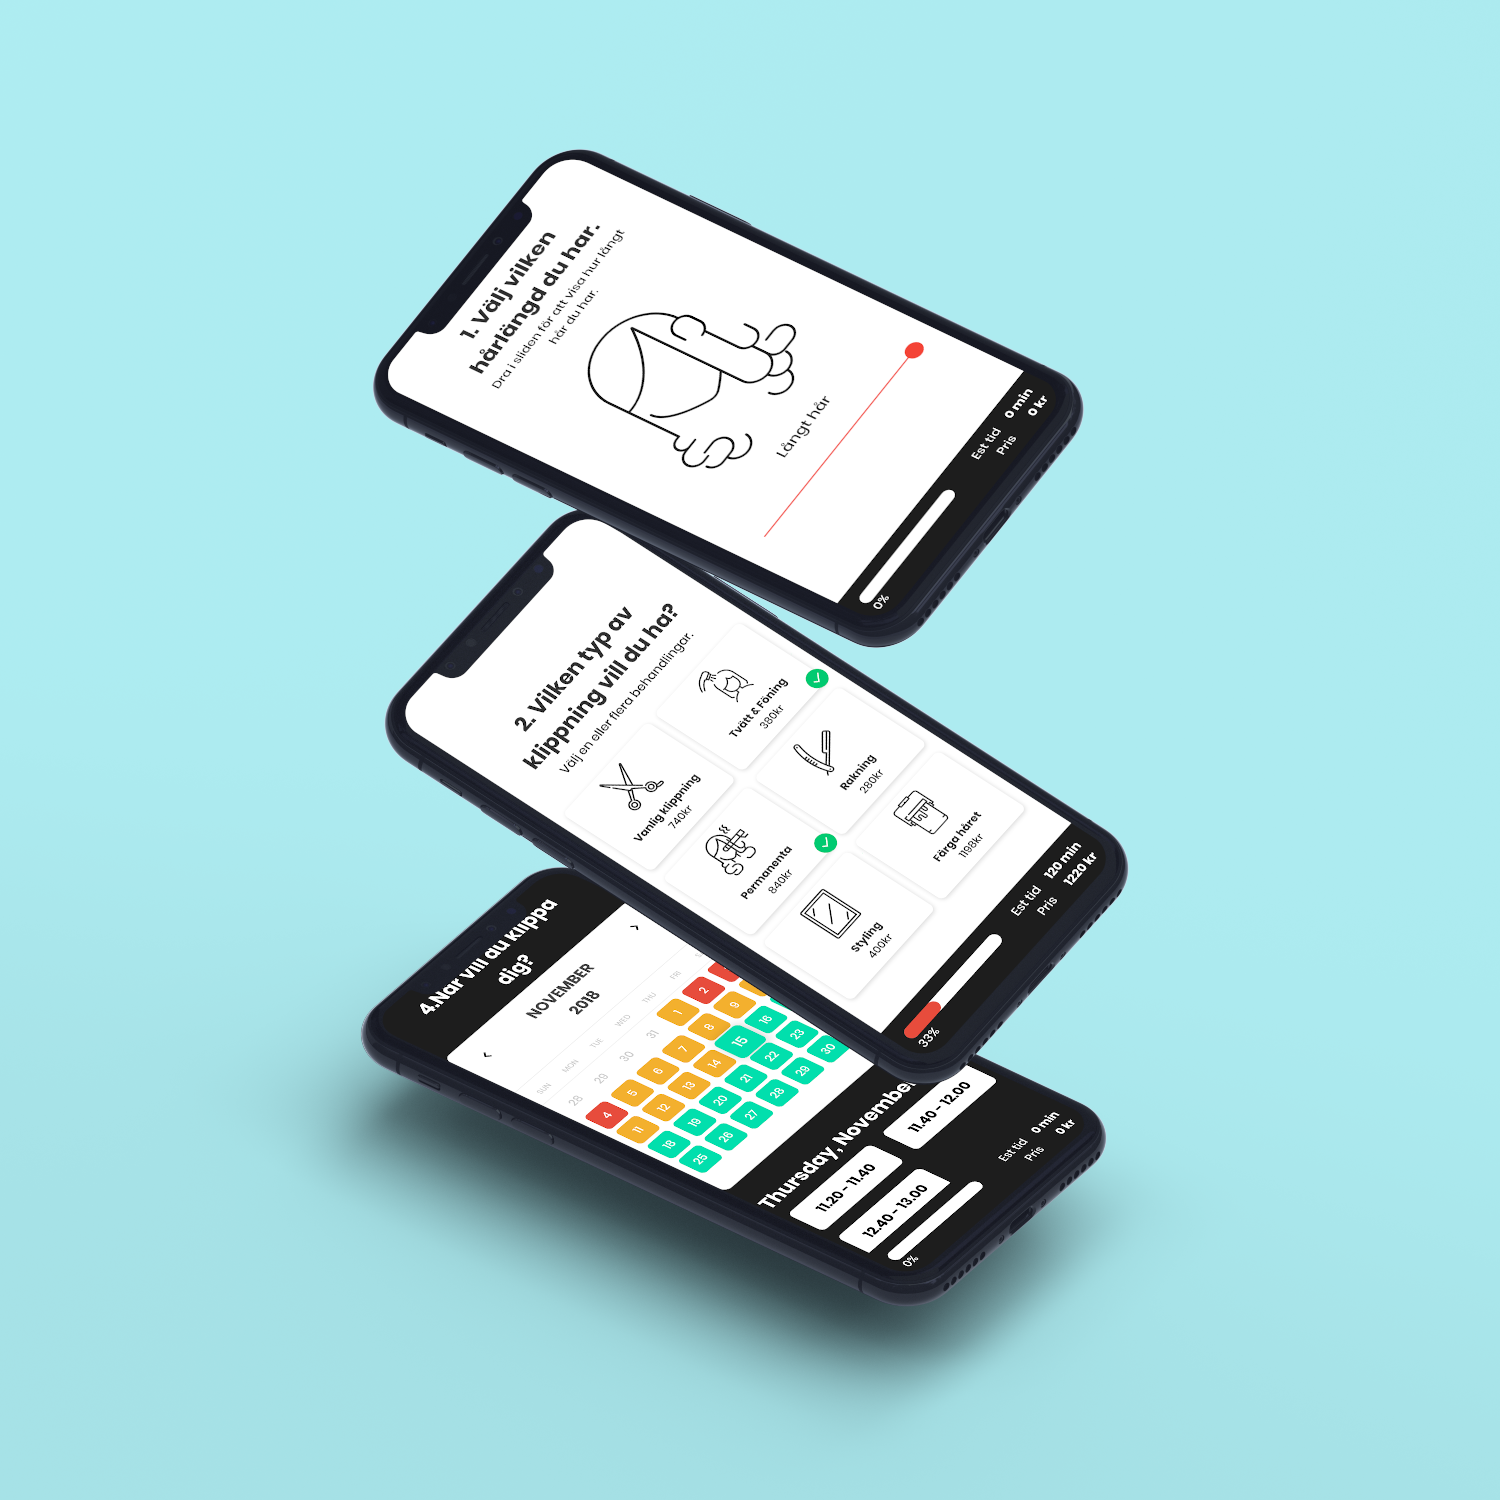 1. Välj vilken
hårlängd du har.
Dra i sliden för att visa hur långt
hår du har.
Långt hår
0%
Est tid 0 min
Pris 0 kr
2. Vilken typ av
klippning vill du ha?
Välj en eller flera behandlingar.
Vanlig klippning
740kr
Tvätt & Föning
380kr
Permanenta
840kr
Rakning
280kr
Styling
400kr
Färga håret
1198kr
33%
Est tid 120 min
Pris 1220 kr
4.När vill du klippa
dig?
NOVEMBER
2018
SUN MON TUE WED THU FRI
28 29 30 31 1 2
4 5 6 7 8 9
11 12 13 14 15 16
18 19 20 21 22 23
25 26 27 28 29 30
Thursday, November
11.20 - 11.40
11.40 - 12.00
12.40 - 13.00
0%
Est tid 0 min
Pris 0 kr